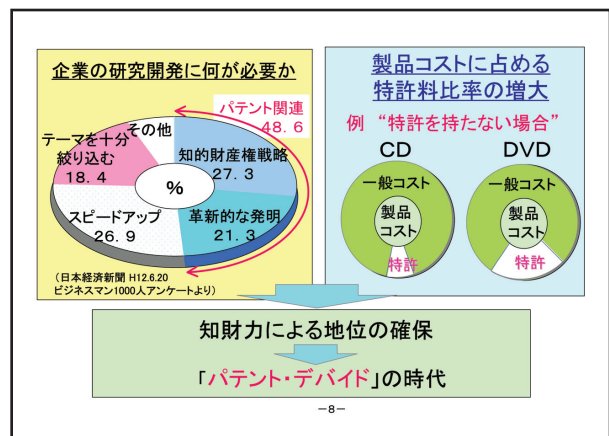 企業の研究開発に何が必要か
パテント関連
48.6
その他
テーマを十分
絞り込む
18.4
知的財産権戦略
27.3
%
スピードアップ
26.9
革新的な発明
21.3
(日本経済新聞 H12.6.20
ビジネスマン1000人アンケートより)
製品コストに占める
特許料比率の増大
例 “特許を持たない場合”
CD
DVD
一般コスト
製品
コスト
特許
一般コスト
製品
コスト
特許
知財力による地位の確保
「パテント・デバイド」の時代
－8－